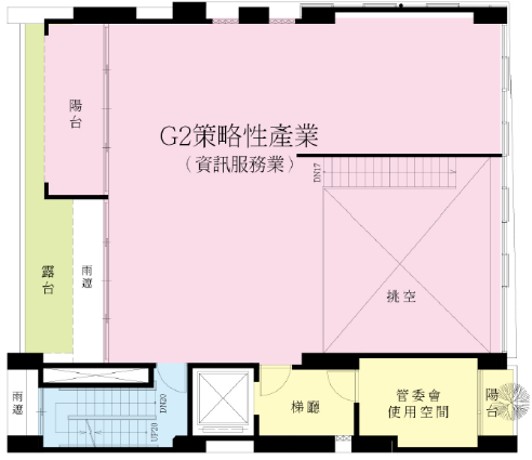 陽台
G2策略性產業
（資訊服務業）
DN17
露台
雨遮
挑空
雨遮
DN20
UP20
梯廳
管委會
使用空間
陽台